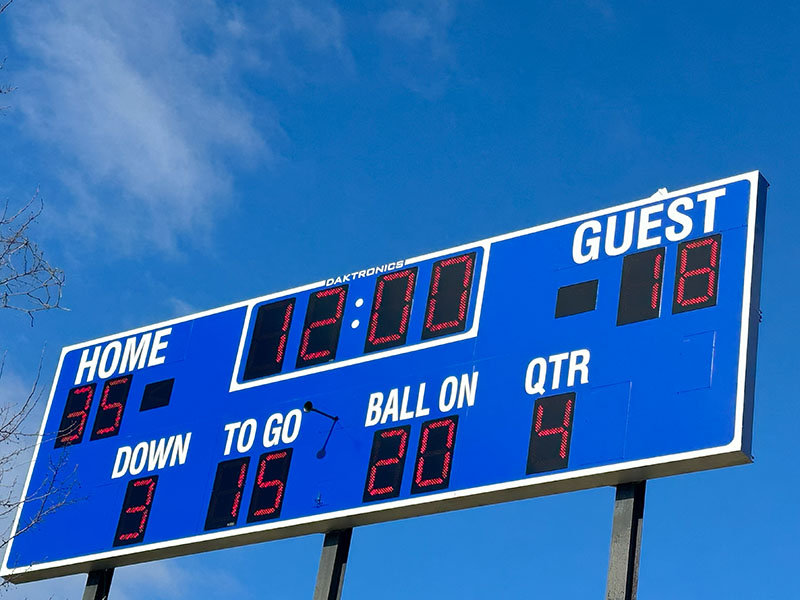 DAKTRONICS
HOME 12:00 GUEST
35 18
DOWN TO GO BALL ON QTR
3 15 20 4